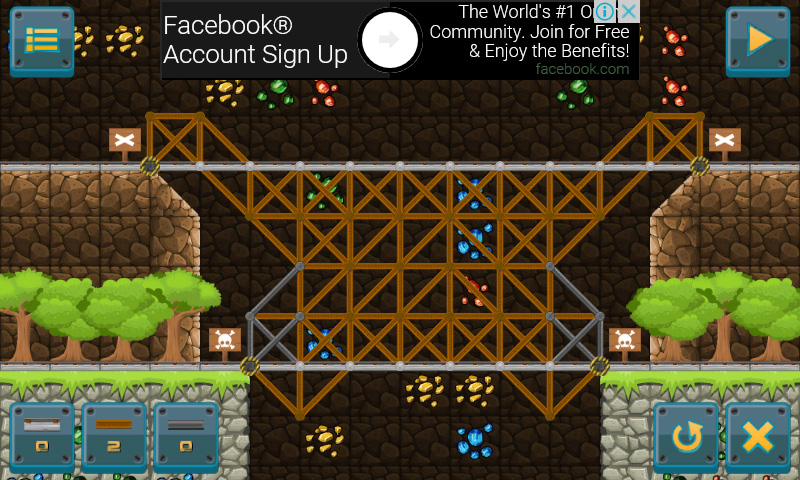 Facebook®
Account Sign Up
The World's #1 O
Community. Join for Free
& Enjoy the Benefits!
facebook.com
0
2
0